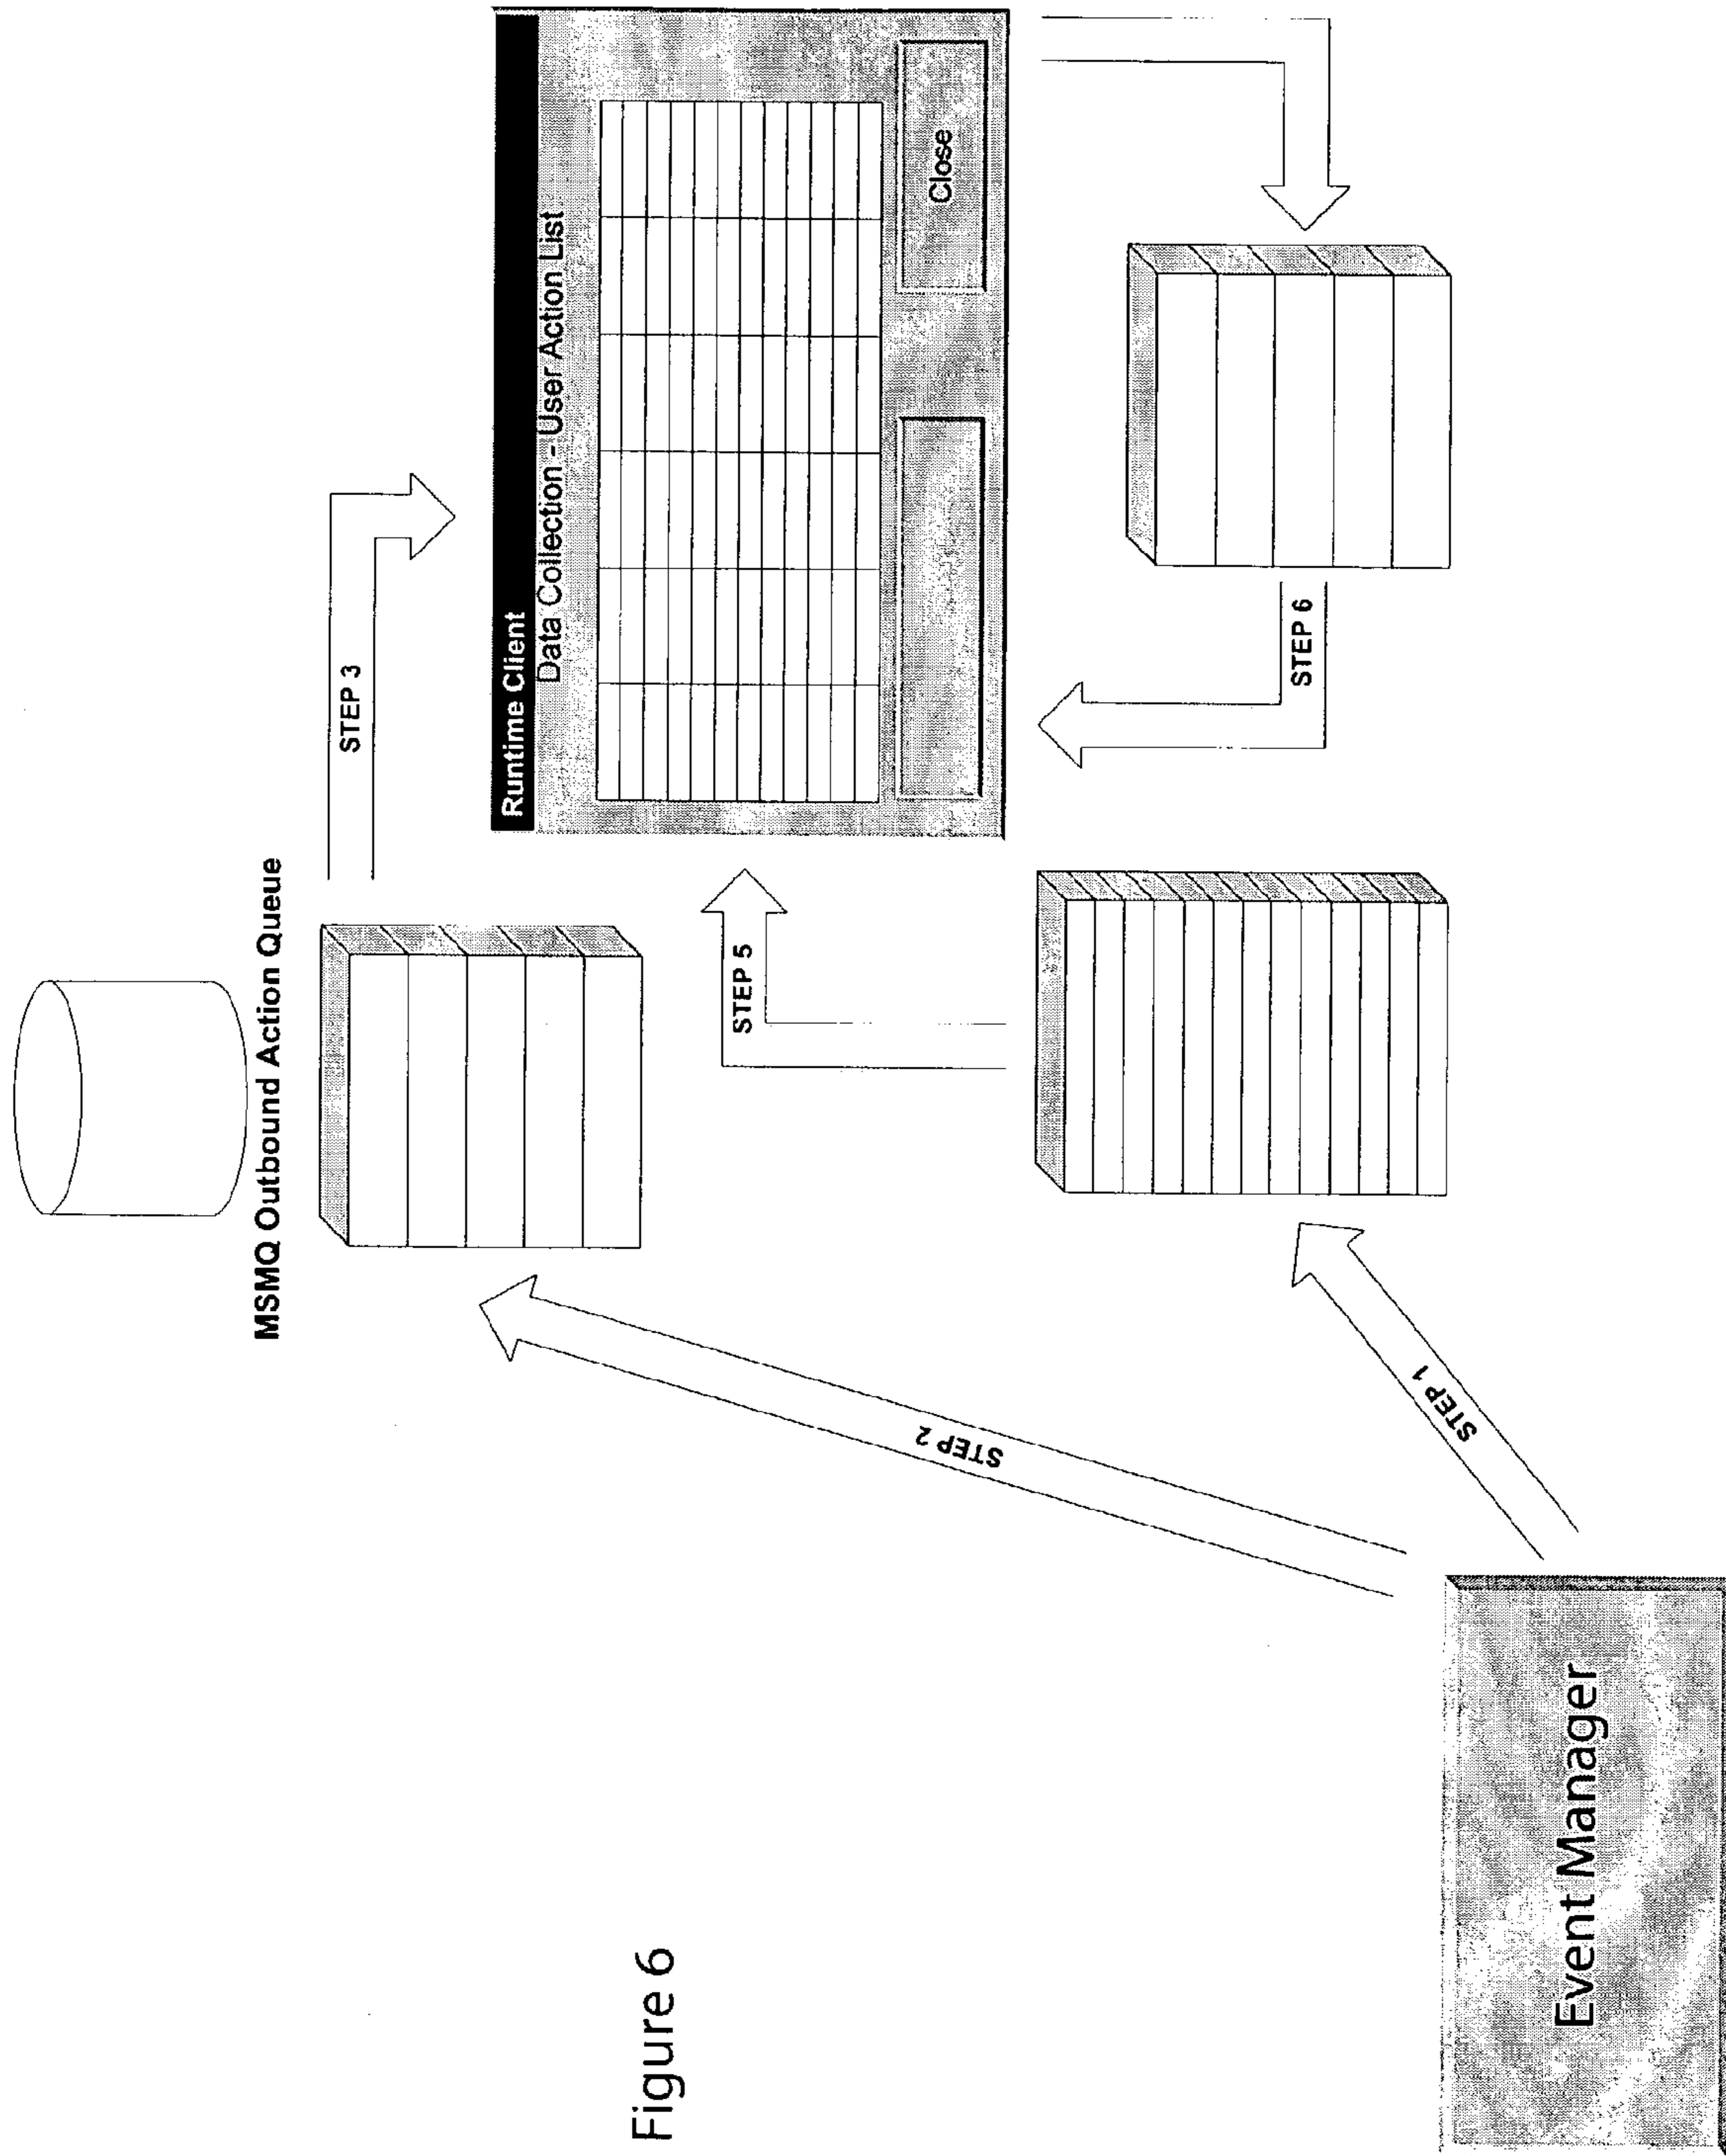 MSMQ Outbound Action Queue
STEP 3
Runtime Client
Data Collection - User Action List
Close
STEP 5
STEP 6
STEP 2
STEP 1
Event Manager
Figure 6